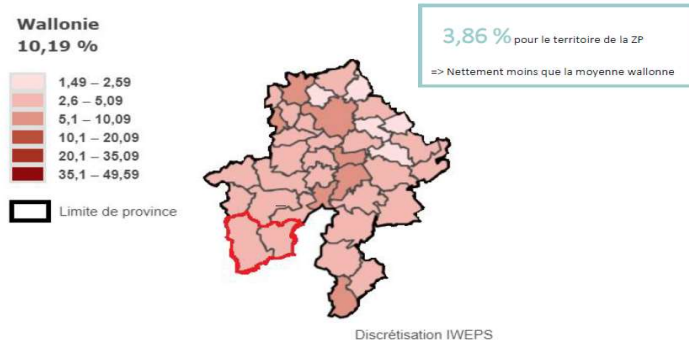 Wallonie
10,19 %
1,49 – 2,59
2,6 – 5,09
5,1 – 10,09
10,1 – 20,09
20,1 – 35,09
35,1 – 49,59
Limite de province
3,86 % pour le territoire de la ZP
=> Nettement moins que la moyenne wallonne
Discrétisation IWEPS